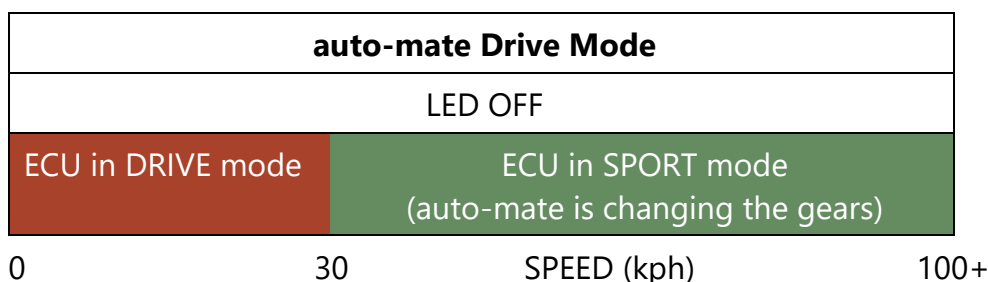 auto-mate Drive Mode
LED OFF
ECU in DRIVE mode
ECU in SPORT mode
(auto-mate is changing the gears)
0 30 SPEED (kph) 100+